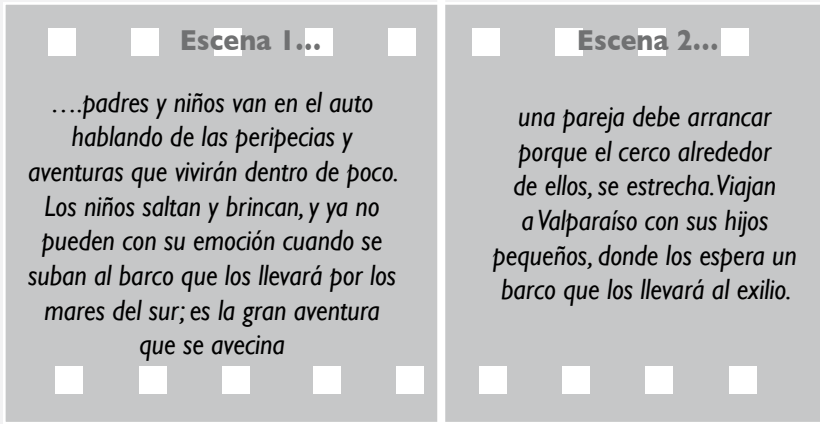 Escena 1...
….padres y niños van en el auto
hablando de las peripecias y
aventuras que vivirán dentro de poco.
Los niños saltan y brincan, y ya no
pueden con su emoción cuando se
suban al barco que los llevará por los
mares del sur; es la gran aventura
que se avecina
Escena 2...
una pareja debe arrancar
porque el cerco alrededor
de ellos, se estrecha. Viajan
a Valparaíso con sus hijos
pequeños, donde los espera un
barco que los llevará al exilio.